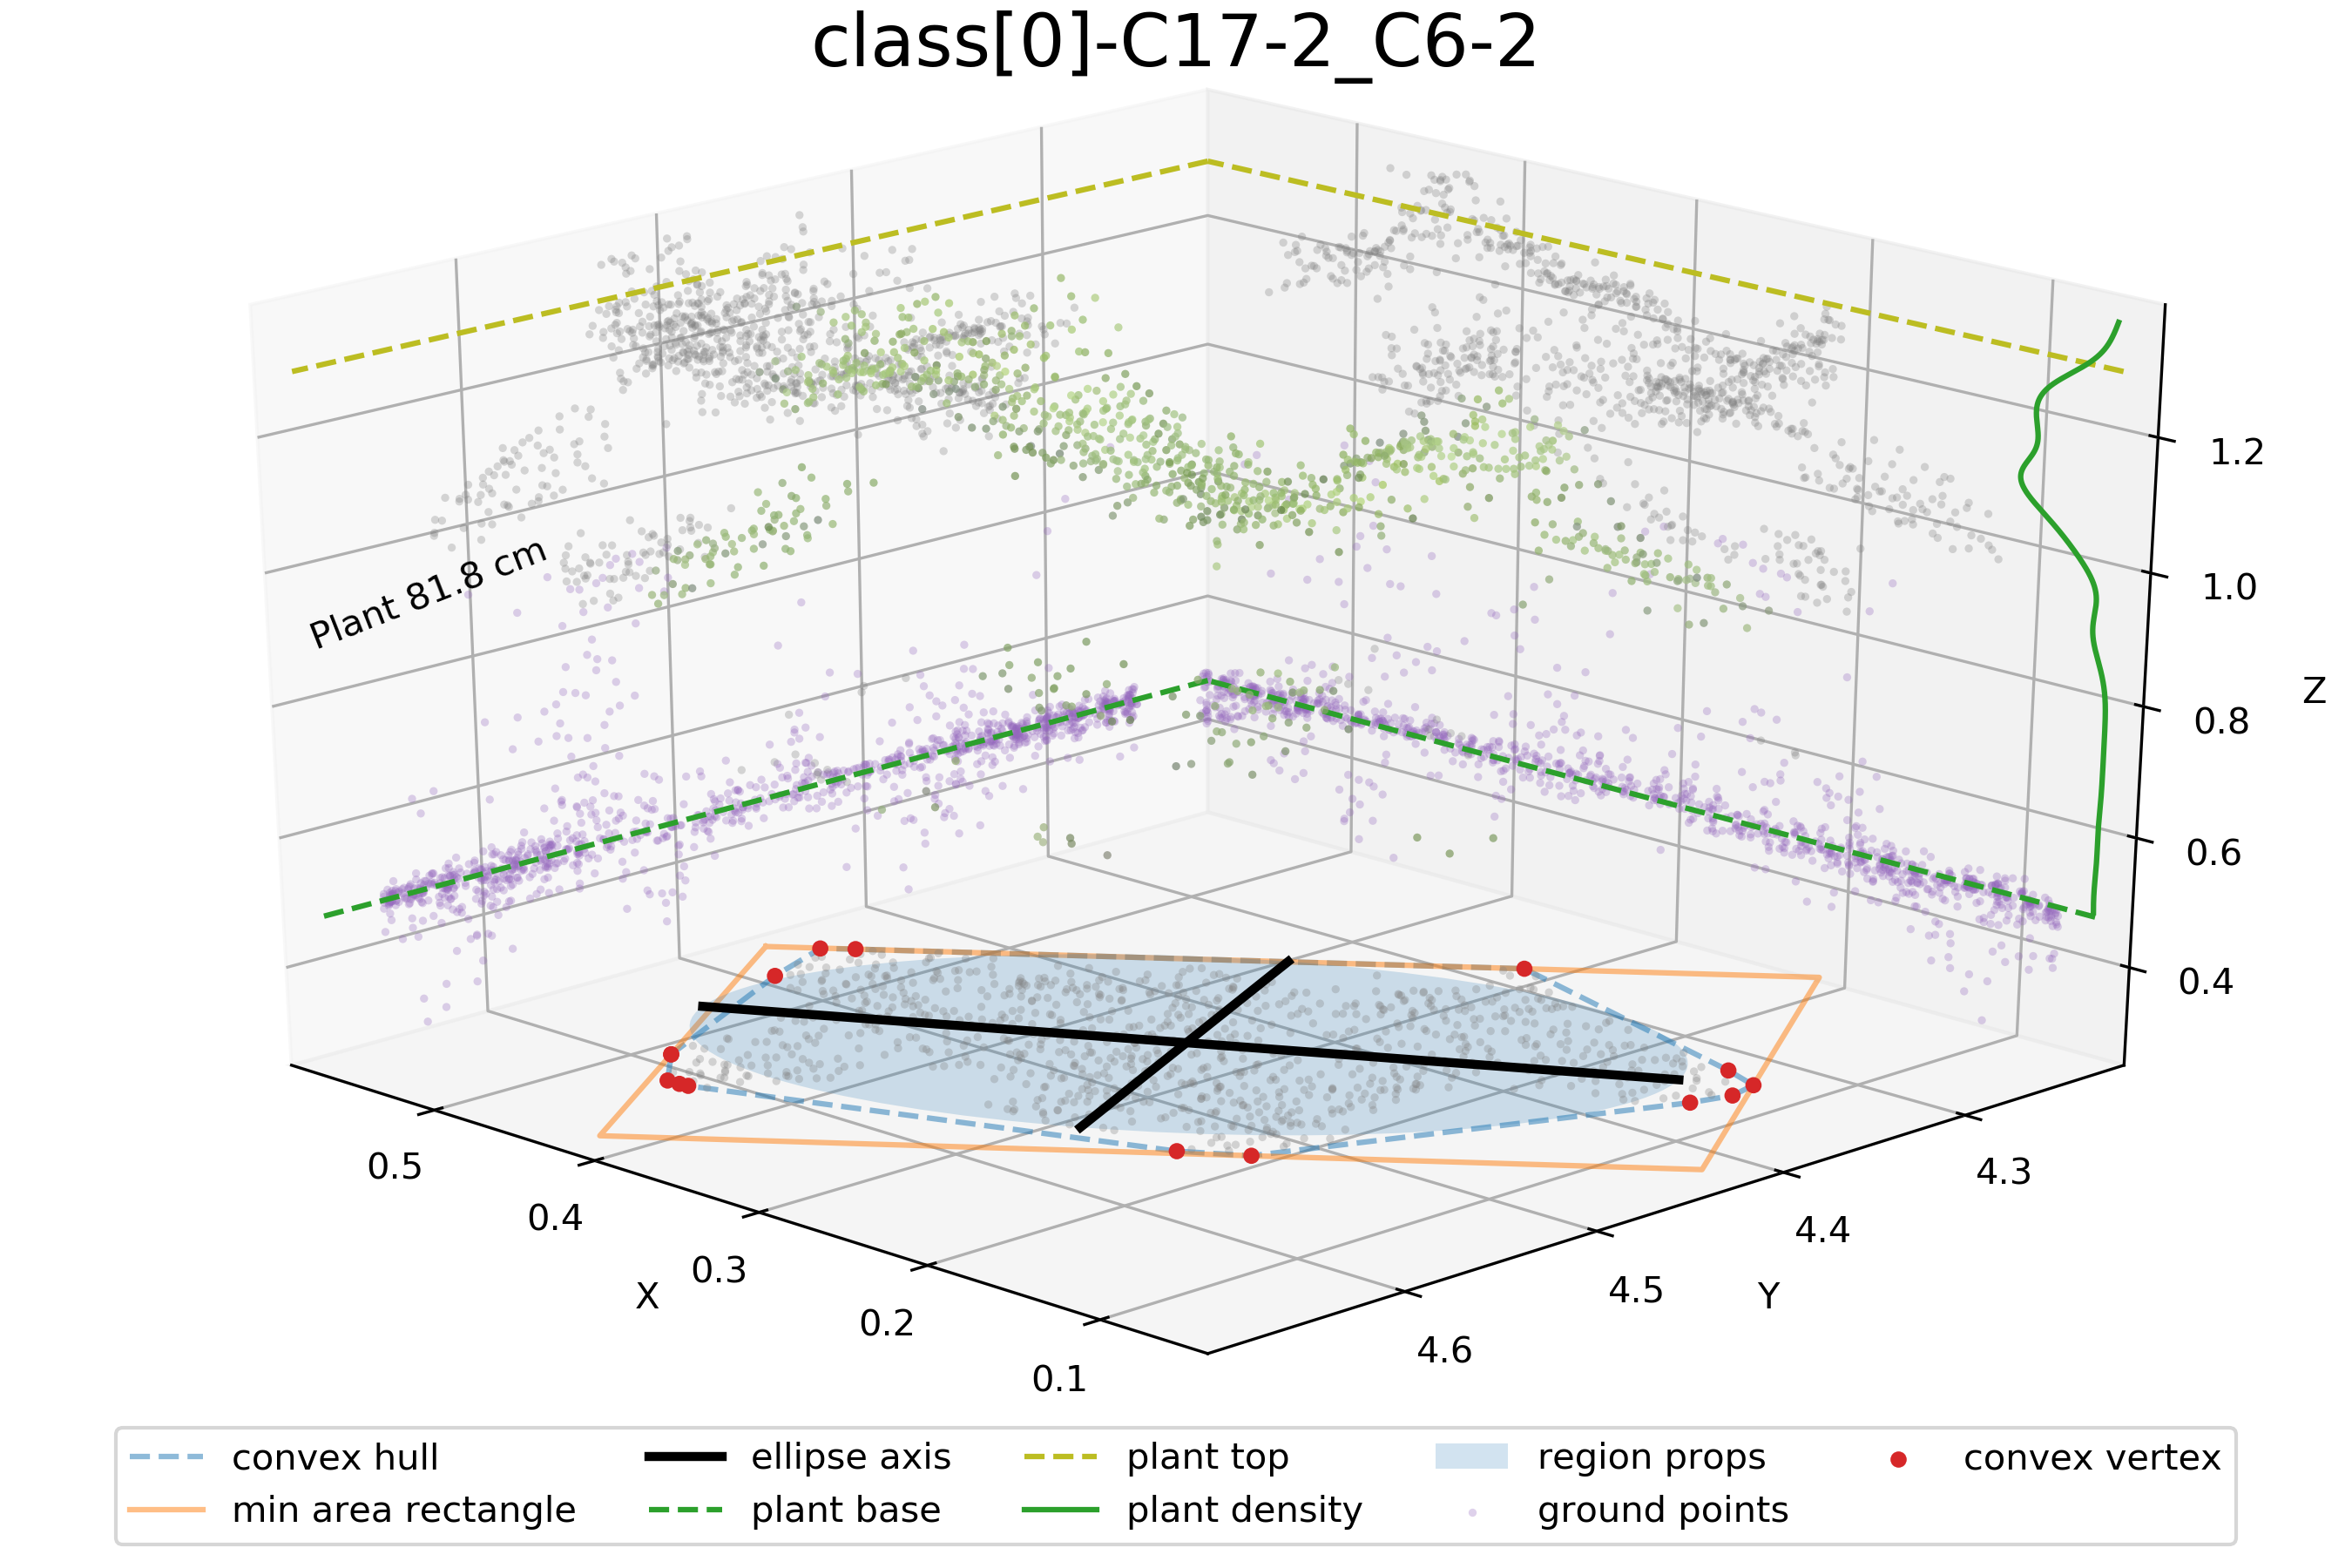 class[0]-C17-2_C6-2
Plant 81.8 cm
1.2
1.0
0.8
0.6
0.4
Z
0.5
0.4
0.3
0.2
0.1
X
4.3
4.4
4.5
4.6
Y
convex hull
min area rectangle
ellipse axis
plant base
plant top
plant density
region props
ground points
convex vertex